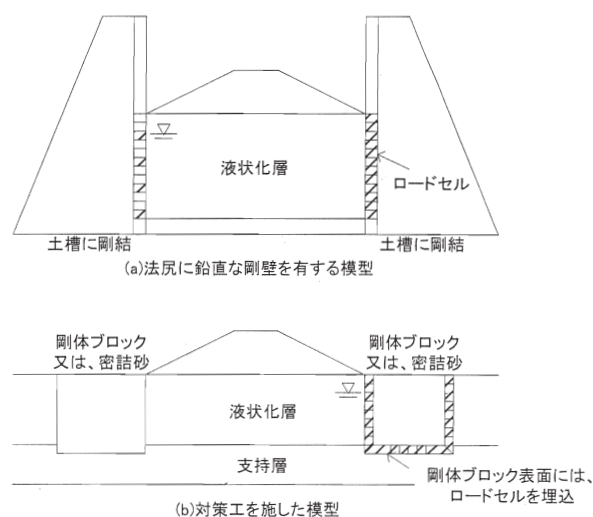 液状化層
ロードセル
土槽に剛結
土槽に剛結
(a)法尻に鉛直な剛壁を有する模型
剛体ブロック
又は、密詰砂
剛体ブロック
又は、密詰砂
液状化層
支持層
剛体ブロック表面には、
ロードセルを埋込
(b)対策工を施した模型